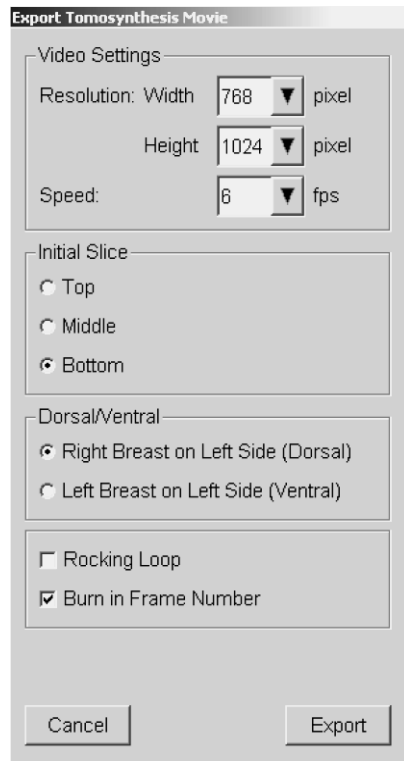 Export Tomosynthesis Movie
Video Settings
Resolution: Width 768 pixel
Height 1024 pixel
Speed: 6 fps
Initial Slice
Top
Middle
Bottom
Dorsal/Ventral
Right Breast on Left Side (Dorsal)
Left Breast on Left Side (Ventral)
Rocking Loop
Burn in Frame Number
Cancel Export